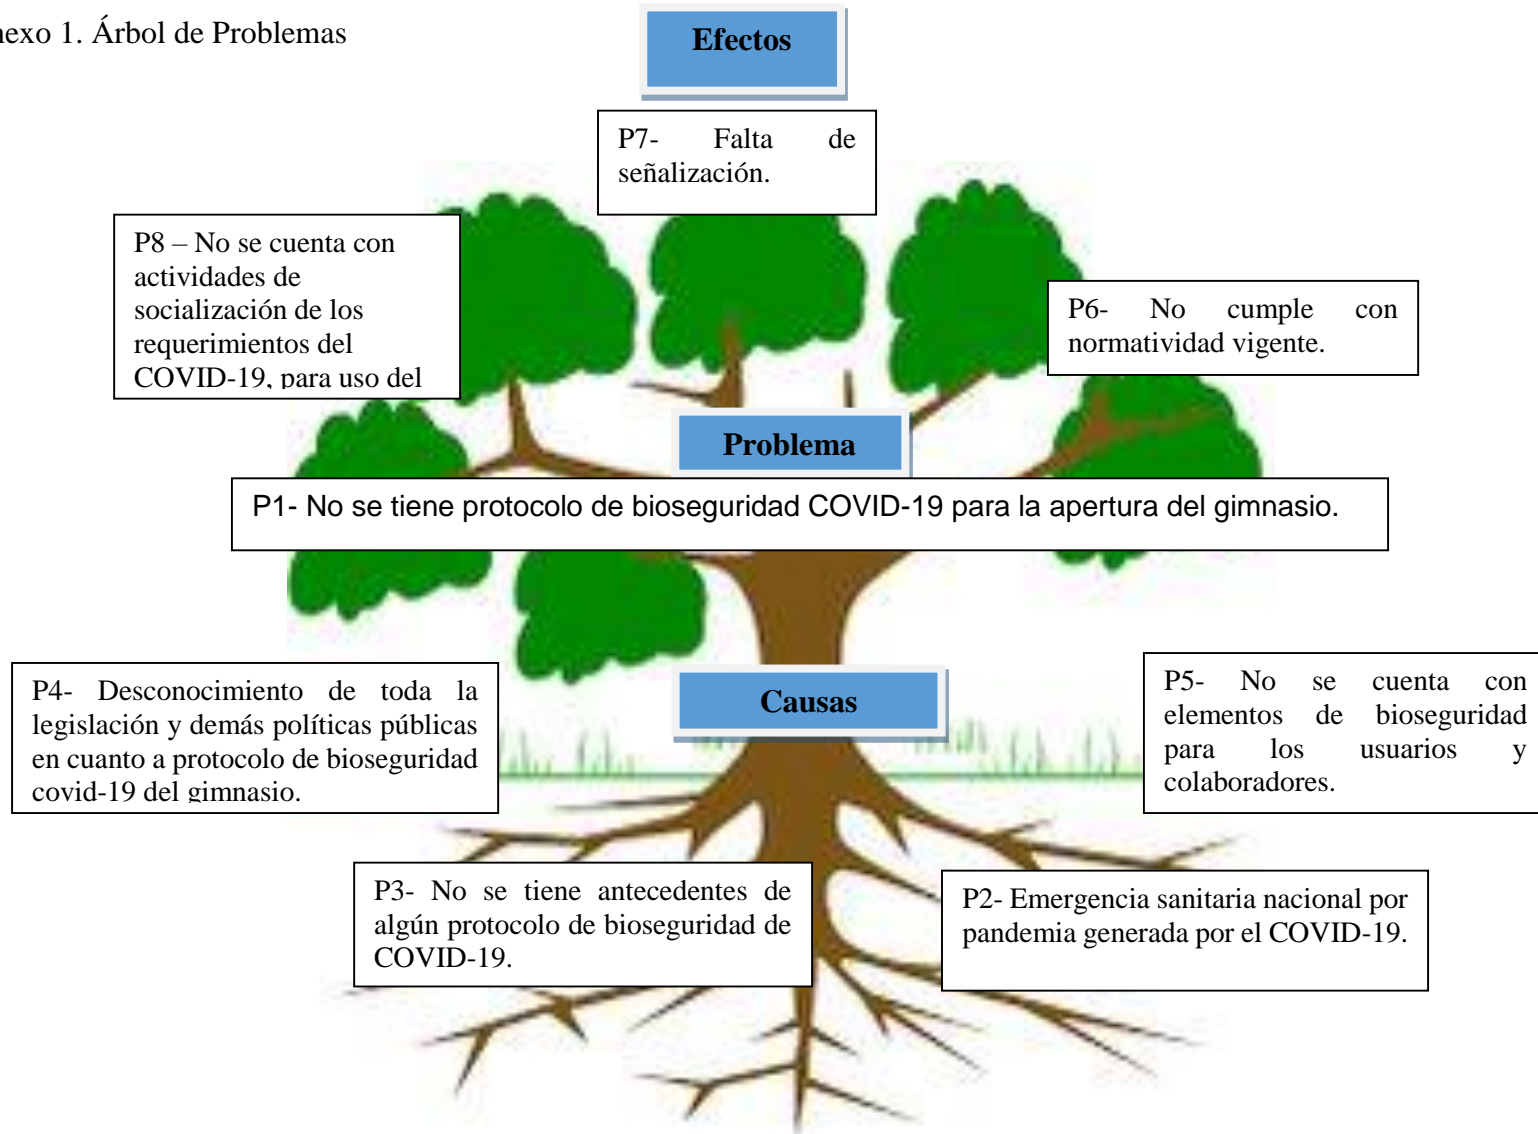 nexo 1. Árbol de Problemas
Efectos
P7- Falta de
señalización.
P8 – No se cuenta con
actividades de
socialización de los
requerimientos del
COVID-19, para uso del
P6- No cumple con
normatividad vigente.
Problema
P1- No se tiene protocolo de bioseguridad COVID-19 para la apertura del gimnasio.
P4- Desconocimiento de toda la
legislación y demás políticas públicas
en cuanto a protocolo de bioseguridad
covid-19 del gimnasio.
Causas
P5- No se cuenta con
elementos de bioseguridad
para los usuarios y
colaboradores.
P3- No se tiene antecedentes de
algún protocolo de bioseguridad de
COVID-19.
P2- Emergencia sanitaria nacional por
pandemia generada por el COVID-19.